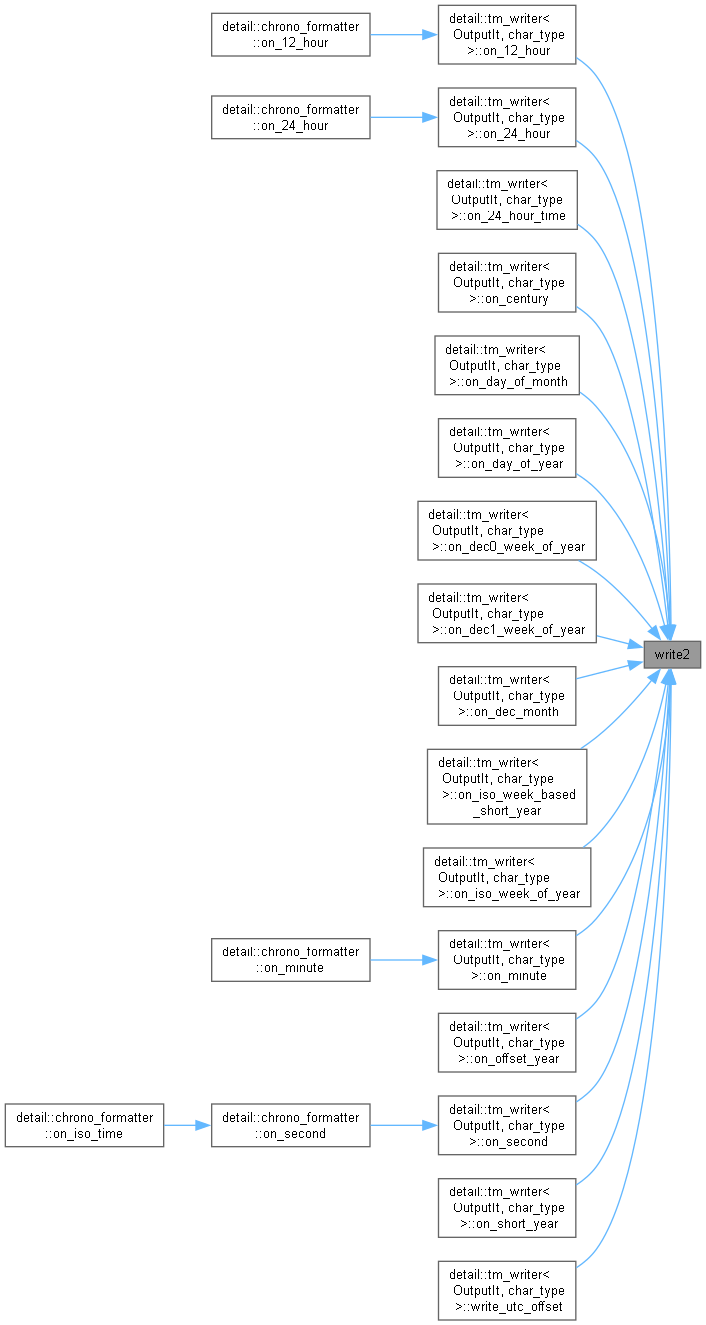 detail::chrono_formatter
::on_12_hour
detail::tm_writer<
OutputIt, char_type
>::on_12_hour
detail::chrono_formatter
::on_24_hour
detail::tm_writer<
OutputIt, char_type
>::on_24_hour
detail::tm_writer<
OutputIt, char_type
>::on_24_hour_time
detail::tm_writer<
OutputIt, char_type
>::on_century
detail::tm_writer<
OutputIt, char_type
>::on_day_of_month
detail::tm_writer<
OutputIt, char_type
>::on_day_of_year
detail::tm_writer<
OutputIt, char_type
>::on_dec0_week_of_year
detail::tm_writer<
OutputIt, char_type
>::on_dec1_week_of_year
write2
detail::tm_writer<
OutputIt, char_type
>::on_dec_month
detail::tm_writer<
OutputIt, char_type
>::on_iso_week_based
_short_year
detail::tm_writer<
OutputIt, char_type
>::on_iso_week_of_year
detail::chrono_formatter
::on_minute
detail::tm_writer<
OutputIt, char_type
>::on_minute
detail::tm_writer<
OutputIt, char_type
>::on_offset_year
detail::chrono_formatter
::on_iso_time
detail::chrono_formatter
::on_second
detail::tm_writer<
OutputIt, char_type
>::on_second
detail::tm_writer<
OutputIt, char_type
>::on_short_year
detail::tm_writer<
OutputIt, char_type
>::write_utc_offset